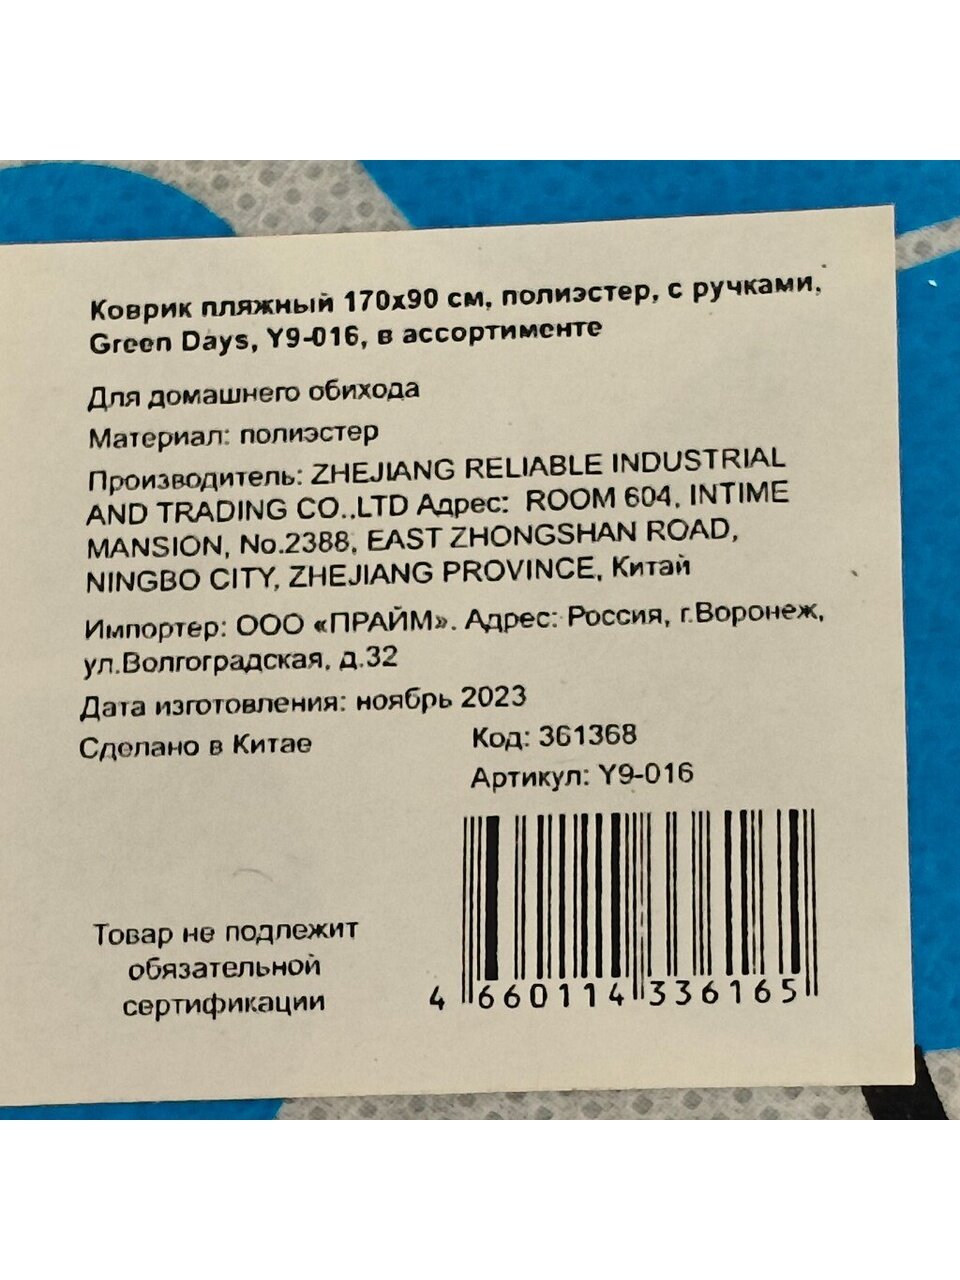 Коврик пляжный 170х90 см, полиэстер, с ручками,
Green Days, Y9-016, в ассортименте
Для домашнего обихода
Материал: полиэстер
Производитель: ZHEJIANG RELIABLE INDUSTRIAL
AND TRADING CO.,LTD Адрес: ROOM 604, INTIME
MANSION, No.2388, EAST ZHONGSHAN ROAD,
NINGBO CITY, ZHEJIANG PROVINCE, Китай
Импортер: ООО «ПРАЙМ». Адрес: Россия, г.Воронеж,
ул.Волгоградская, д.32
Дата изготовления: ноябрь 2023
Сделано в Китае
Код: 361368
Артикул: Y9-016
Товар не подлежит
обязательной
сертификации
4 660114 336165